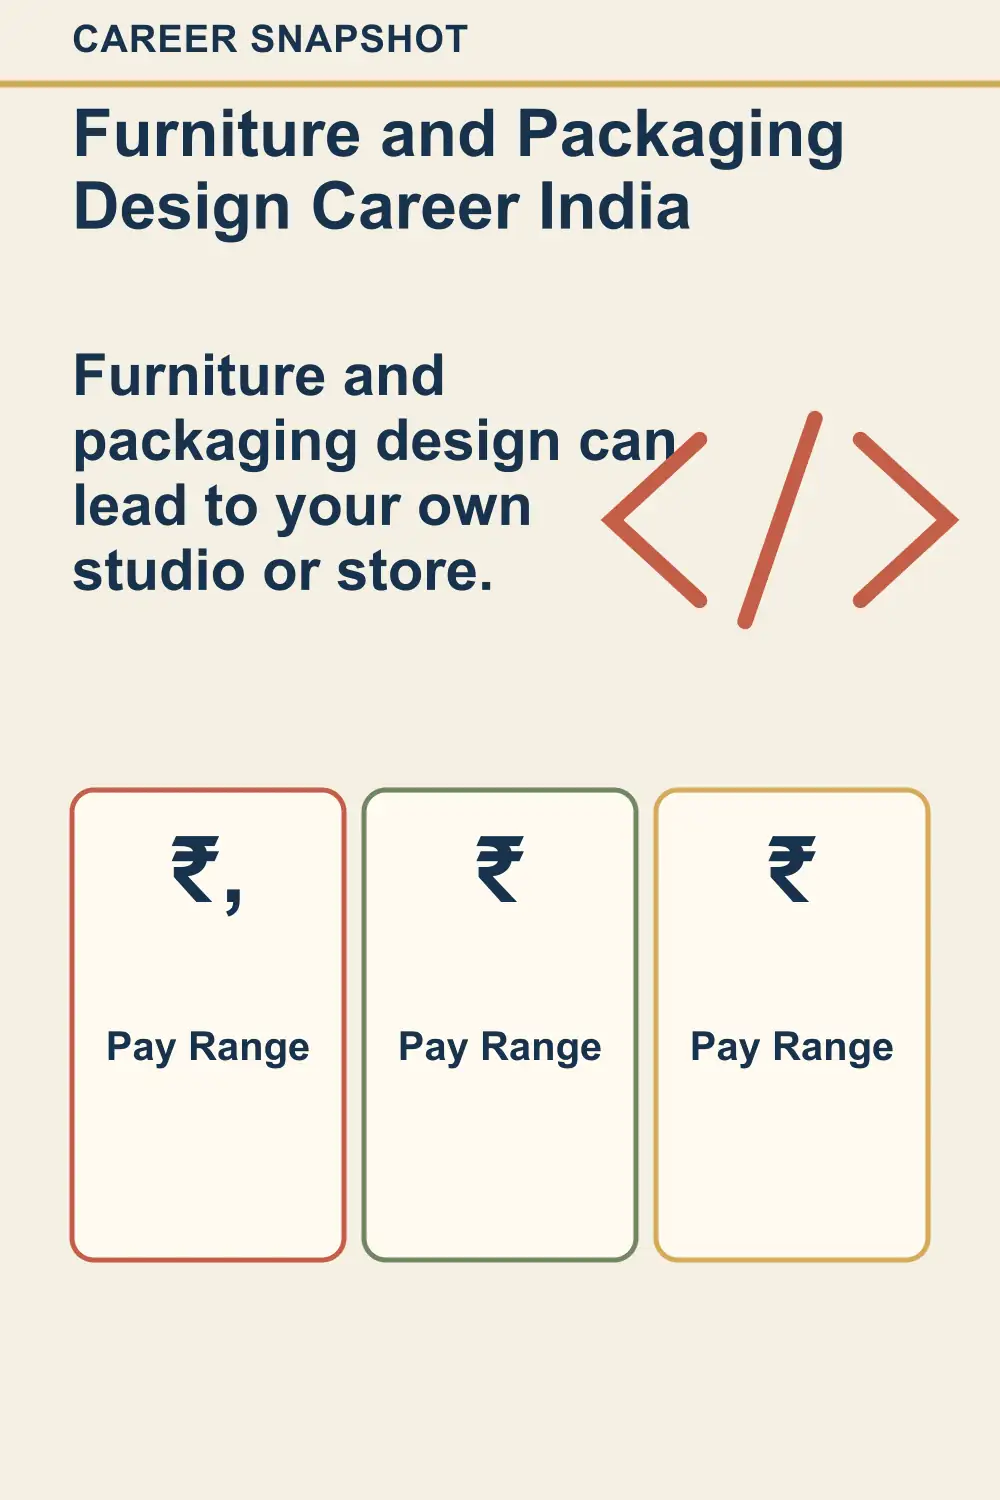 CAREER SNAPSHOT
Furniture and Packaging
Design Career India
Furniture and
packaging design can
lead to your own
studio or store.
₹,
₹
₹
Pay Range
Pay Range
Pay Range